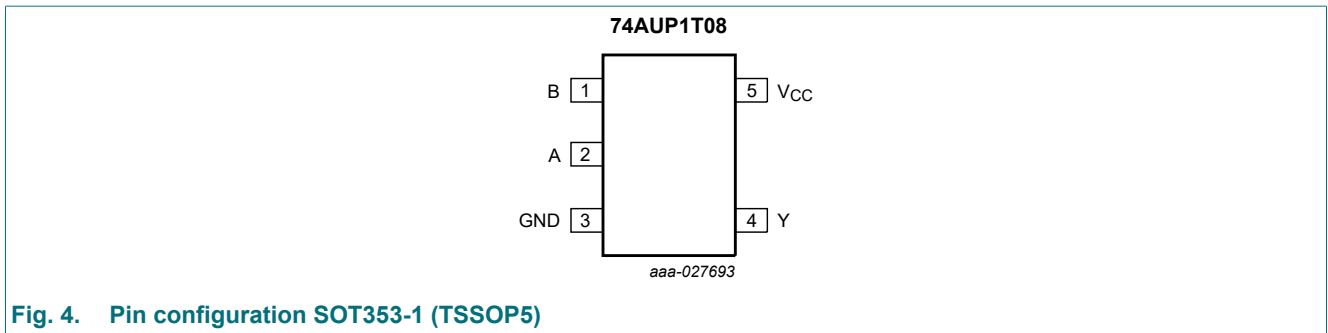 74AUP1T08
B 1
5 VCC
A 2
GND 3
4 Y
aaa-027693
Fig. 4. Pin configuration SOT353-1 (TSSOP5)